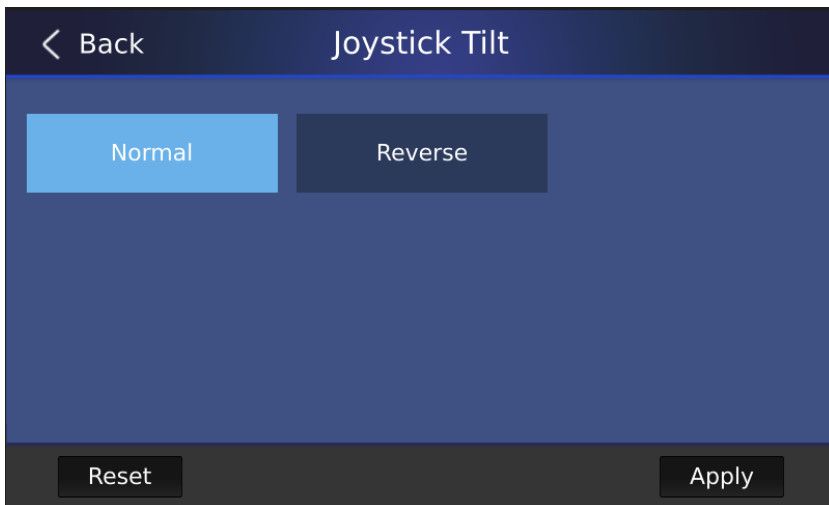 Back
Joystick Tilt
Normal
Reverse
Reset
Apply